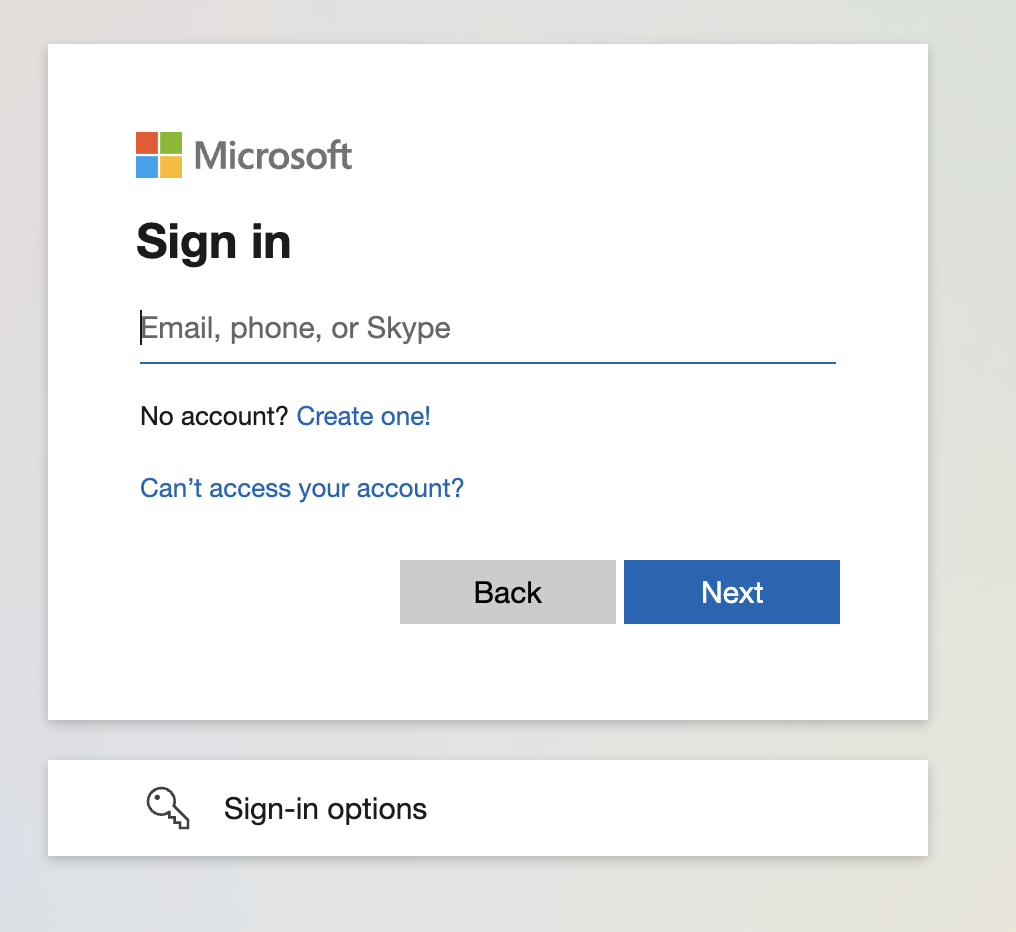 Microsoft
Sign in
Email, phone, or Skype
No account? Create one!
Can’t access your account?
Back
Next
Sign-in options